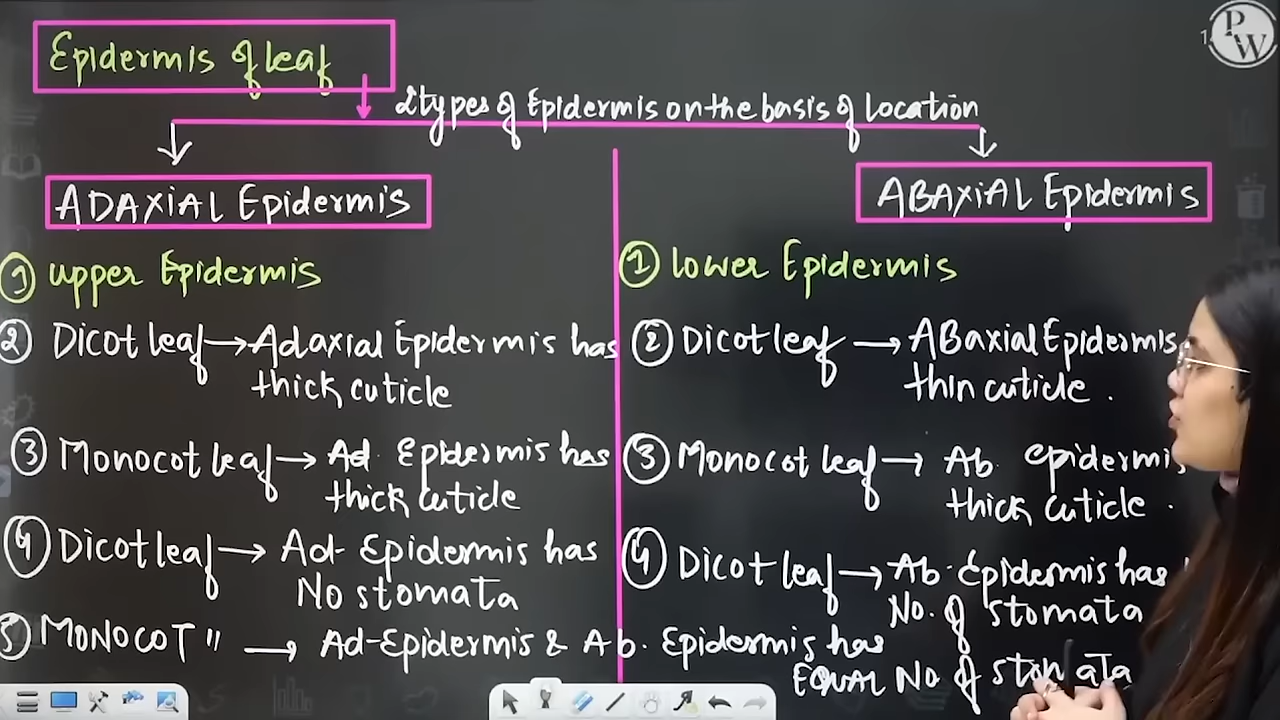 Epidermis of leaf
2 types of Epidermis on the basis of location
ADAXIAL Epidermis
① upper Epidermis
② Dicot leaf → Adaxial Epidermis has
thick cuticle
③ Monocot leaf → Ad Epidermis has
thick cuticle
④ Dicot leaf → Ad- Epidermis has
No stomata
ABAXIAL Epidermis
① lower Epidermis
② Dicot leaf → ABaxial Epidermis
thin cuticle .
③ Monocot leaf → Ab. epidermis
thick cuticle .
④ Dicot leaf → Ab. Epidermis has
No. of stomata
⑤ MONOCOT " → Ad-Epidermis & Ab. Epidermis has
EQUAL No of stomata
PW